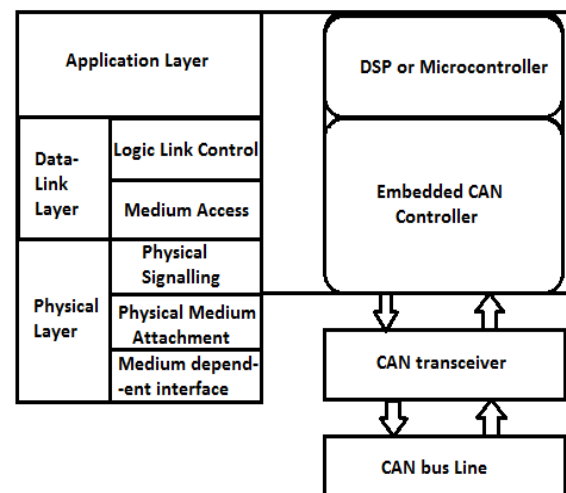 Application Layer
Data-
Link
Layer
Logic Link Control
Medium Access
Physical
Layer
Physical
Signalling
Physical Medium
Attachment
Medium depend-
-ent interface
DSP or Microcontroller
Embedded CAN
Controller
CAN transceiver
CAN bus Line